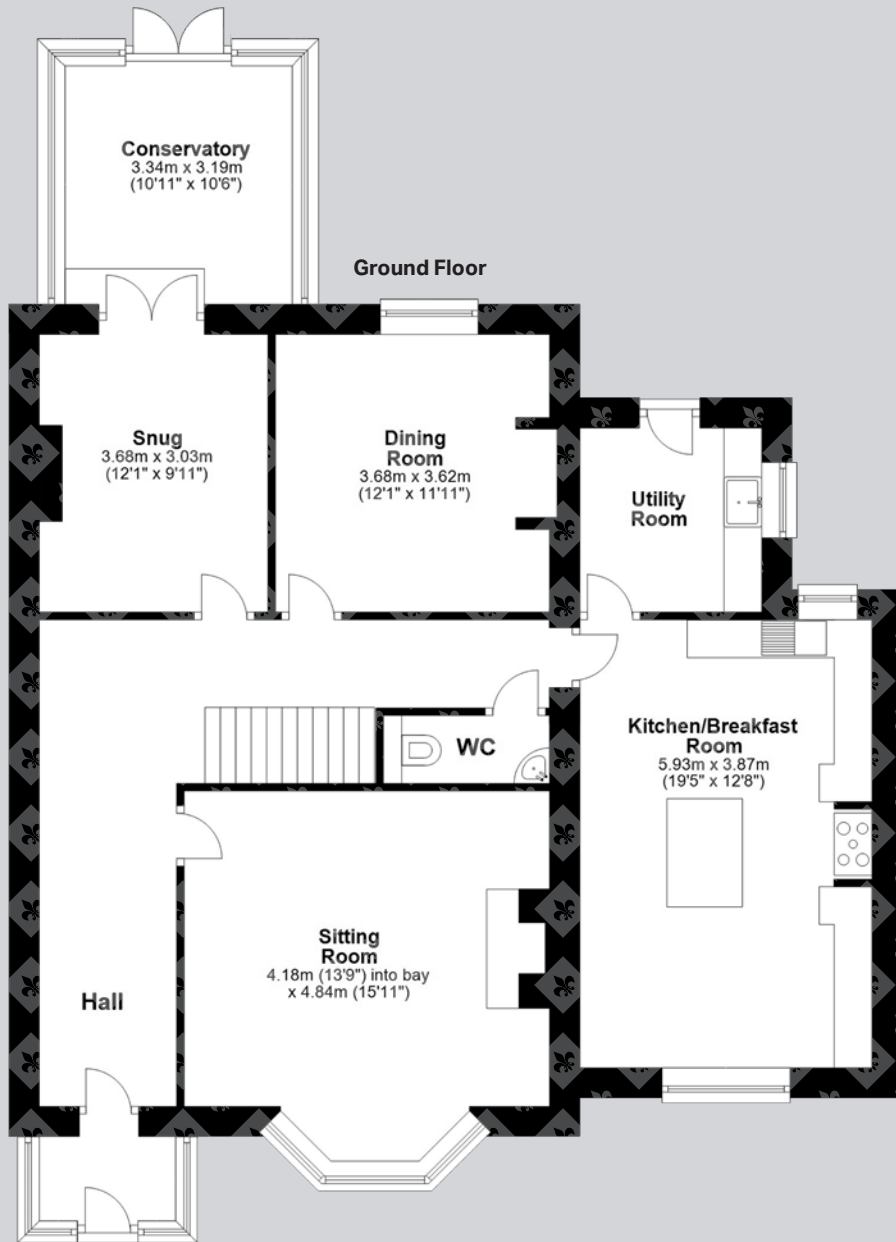 Conservatory
3.34m x 3.19m
(10'11" x 10'6")
Ground Floor
Snug
3.68m x 3.03m
(12'1" x 9'11")
Dining
Room
3.68m x 3.62m
(12'1" x 11'11")
Utility
Room
WC
Kitchen/Breakfast
Room
5.93m x 3.87m
(19'5" x 12'8")
Sitting
Room
4.18m (13'9") into bay
x 4.84m (15'11")
Hall